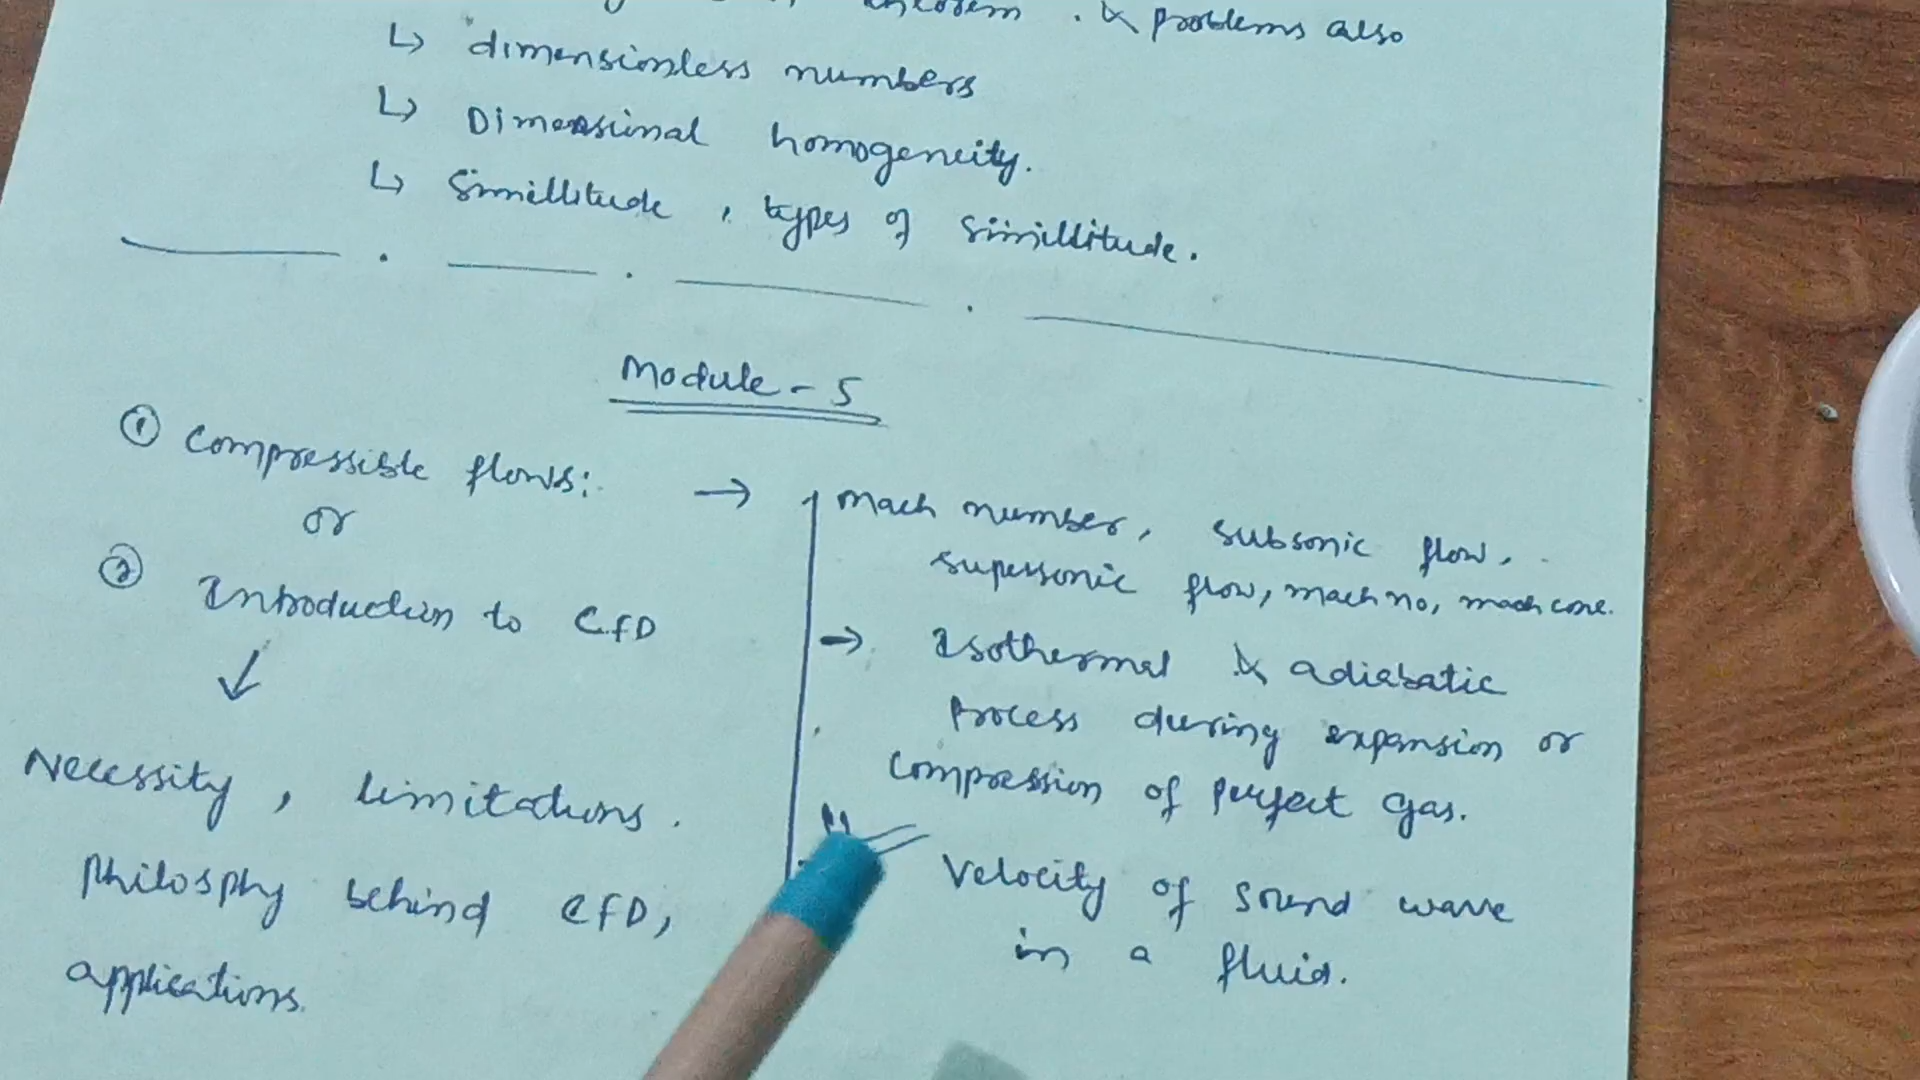 theorem. & problems also
↳ dimensionless numbers
↳ Dimensional homogeneity.
↳ Simillitude, types of Simillitude.
Module - 5
① Compressible flows:
or
② Introduction to CFD
↓
Necessity, limitations.
Philosphy behind CFD,
applications.
→ Mach number, subsonic flow,
supersonic flow, mach no, mach cone.
→ Isothermal & adiabatic
Process during expansion or
Compression of perfect gas.
Velocity of sound wave
in a fluid.